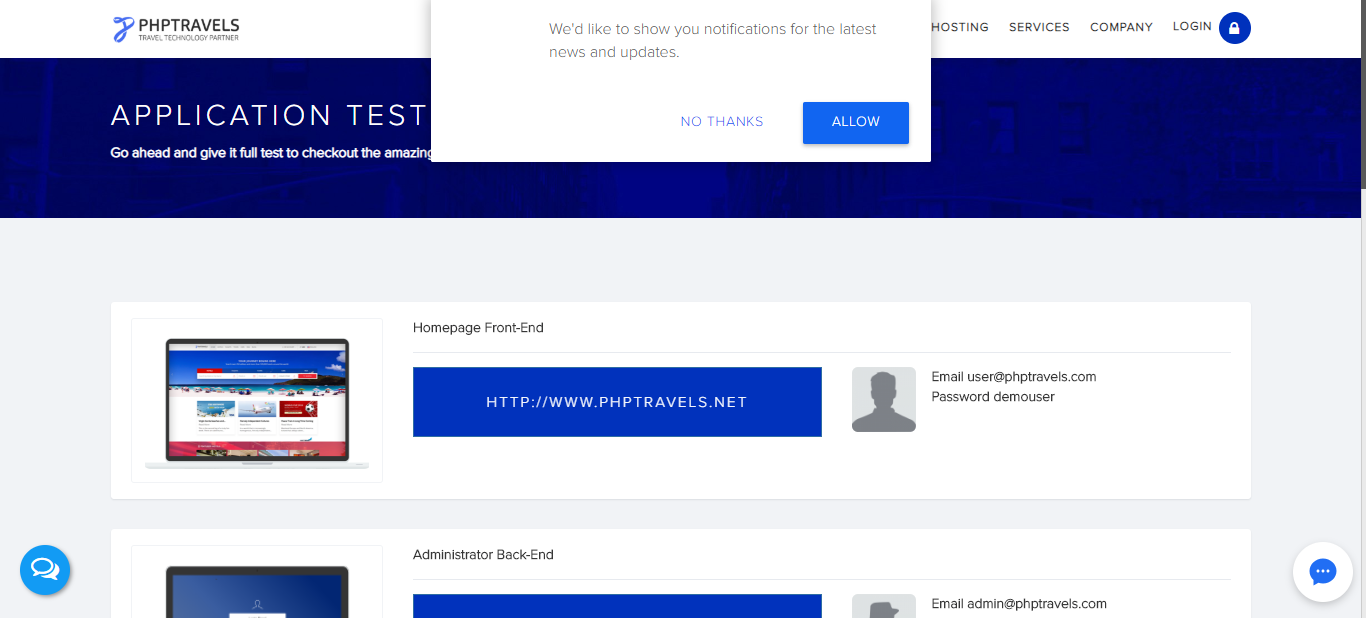 PHPTRAVELS
TRAVEL TECHNOLOGY PARTNER
We'd like to show you notifications for the latest
news and updates.
NO THANKS
ALLOW
HOSTING
SERVICES
COMPANY
LOGIN
APPLICATION TEST
Go ahead and give it full test to checkout the amazing
Homepage Front-End
HTTP://WWW.PHPTRAVELS.NET
Email user@phptravels.com
Password demouser
Administrator Back-End
Email admin@phptravels.com